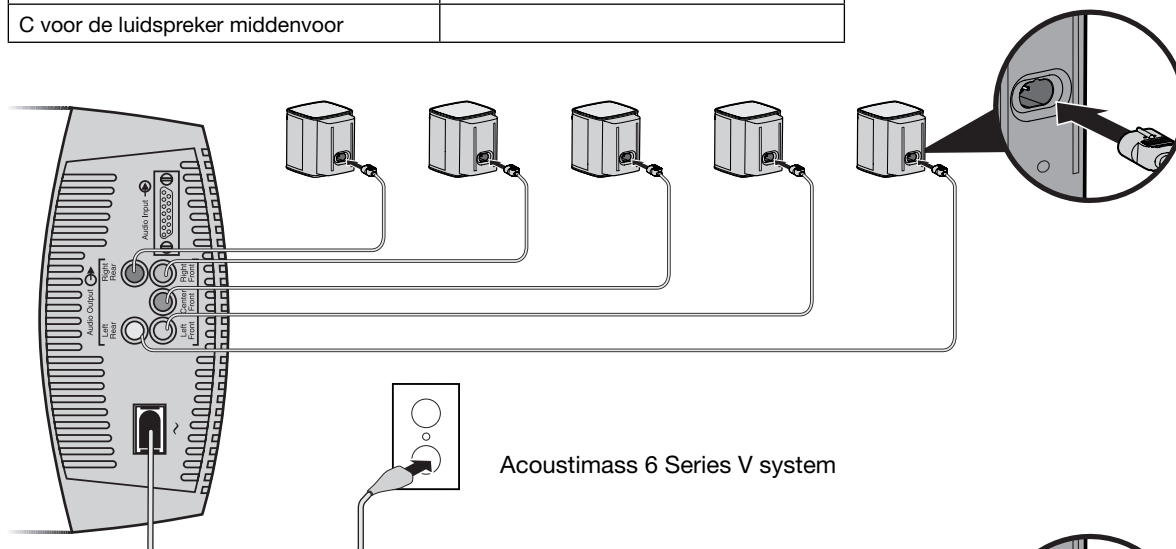 C voor de luidspreker middenvoor
Audio Input
Audio Output
Right
Rear
Right
Front
Center
Front
Left
Rear
Left
Front
~
Acoustimass 6 Series V system